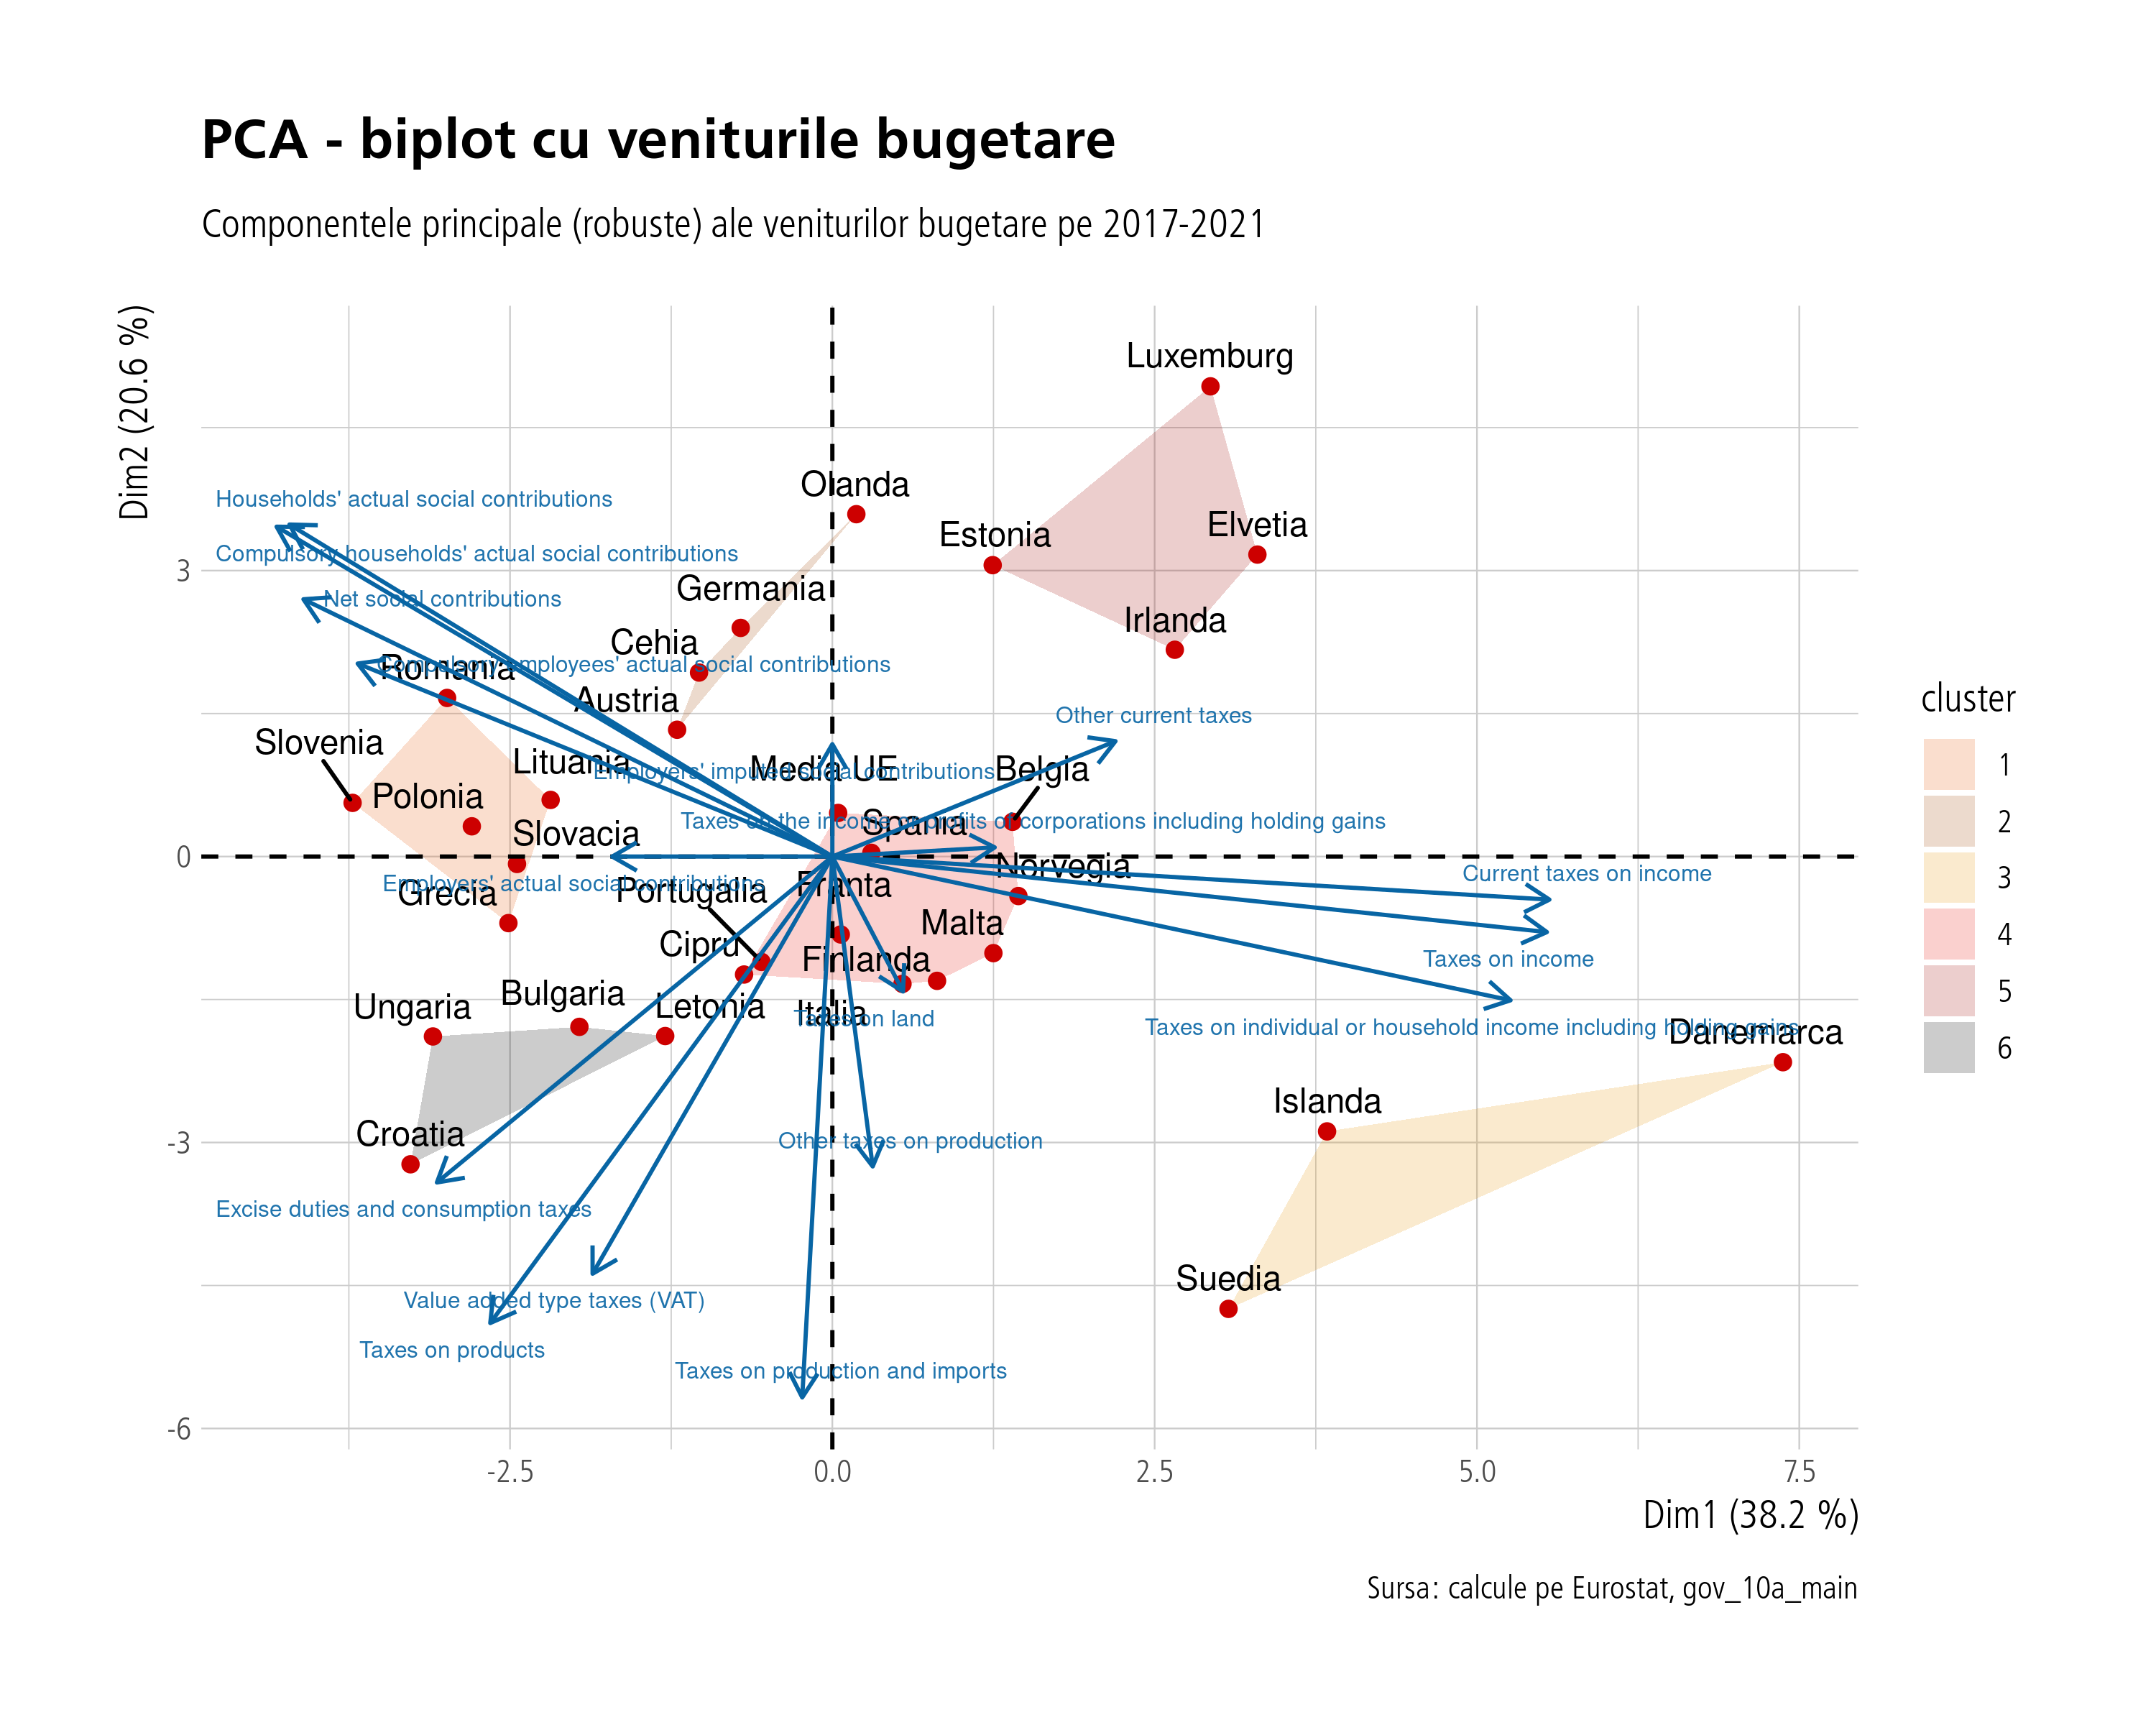 PCA - biplot cu veniturile bugetare
Componentele principale (robuste) ale veniturilor bugetare pe 2017-2021
Dim2 (20.6 %)
Luxemburg
Olanda
Households' actual social contributions
Estonia
Elvetia
Compulsory households' actual social contributions
3
Germania
Net social contributions
Irlanda
Cehia
Romania
Compulsory employees' actual social contributions
Austria
Other current taxes
Slovenia
Lituania
Media UE
Employers' imputed social contributions
Belgia
Polonia
Taxes on the income or profits of corporations including holding gains
Spania
Slovacia
0
Norvegia
Current taxes on income
Employers' actual social contributions
Grecia
Portugalia
Franta
Malta
Cipru
Finlanda
Taxes on income
Ungaria
Bulgaria
Letonia
Italia
Taxes on land
Taxes on individual or household income including holding gains
Danemarca
Islanda
Croatia
-3
Other taxes on production
Excise duties and consumption taxes
Suedia
Value added type taxes (VAT)
Taxes on products
Taxes on production and imports
-6
-2.5
0.0
2.5
5.0
7.5
Dim1 (38.2 %)
cluster
1
2
3
4
5
6
Sursa: calcule pe Eurostat, gov_10a_main